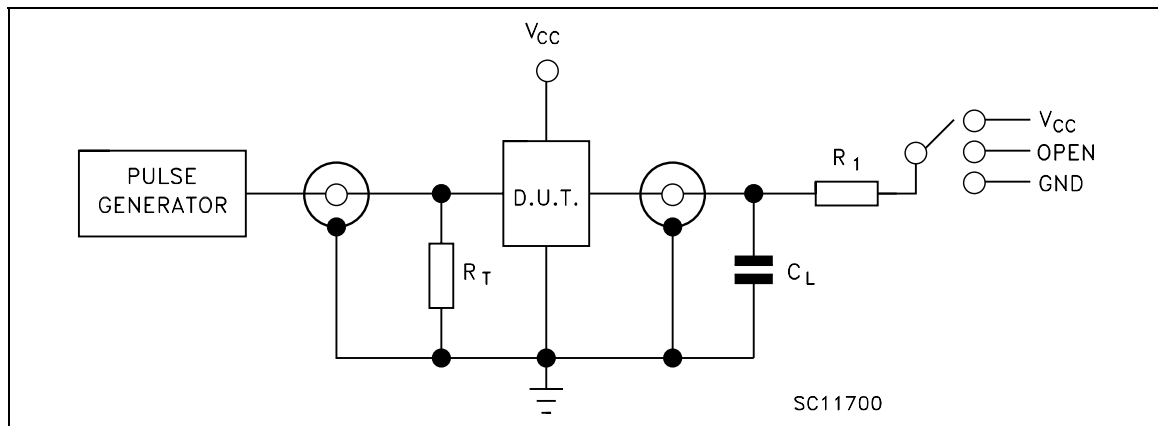 VCC
PULSE
GENERATOR
D.U.T.
RT
CL
R1
VCC
OPEN
GND
SC11700